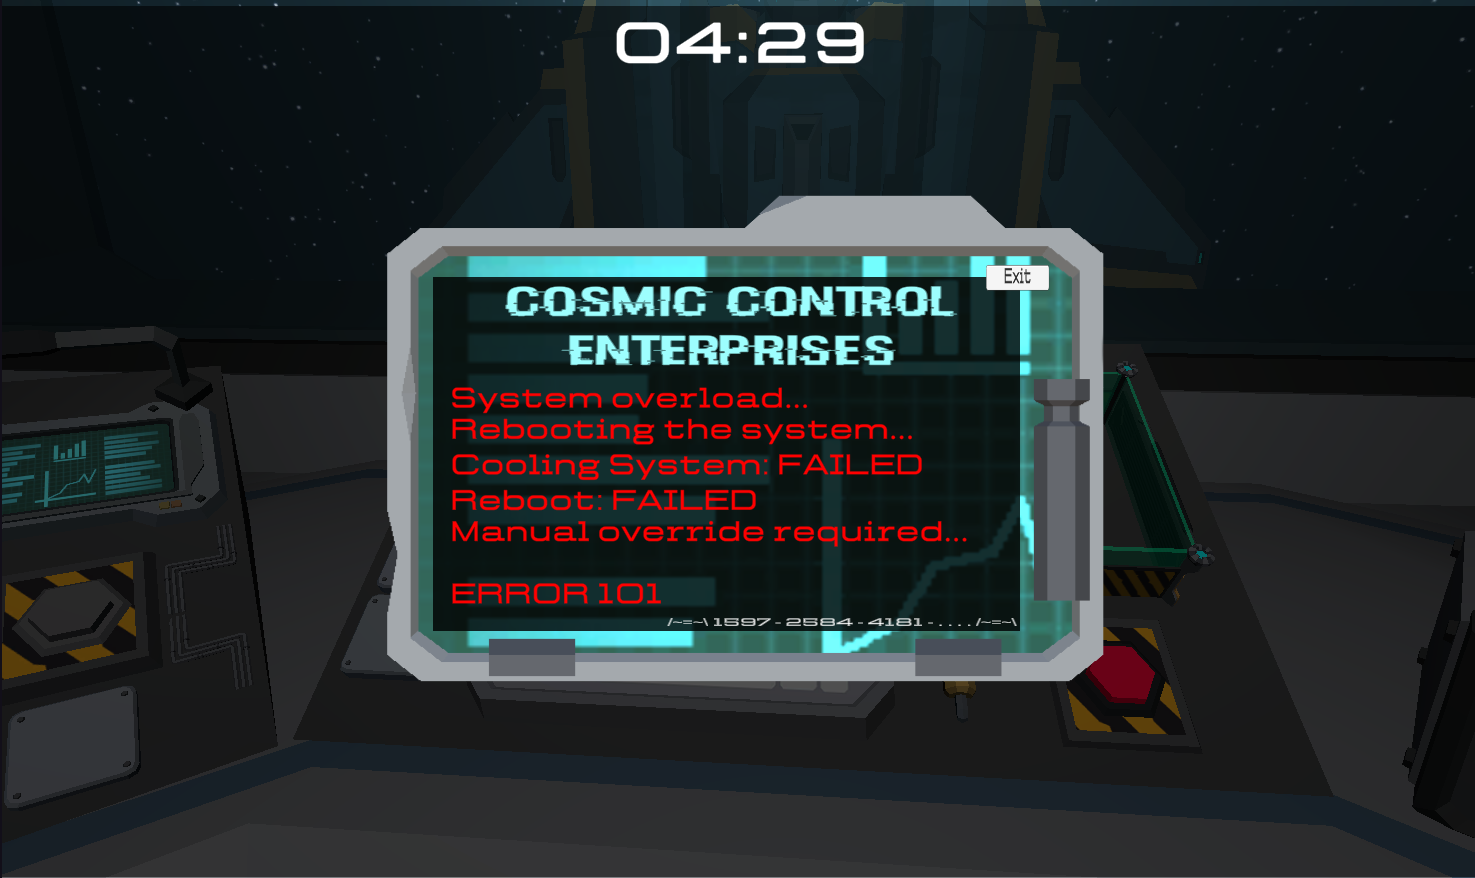 04:29
Exit
COSMIC CONTROL
ENTERPRISES
System overload...
Rebooting the system...
Cooling System: FAILED
Reboot: FAILED
Manual override required...
ERROR 101
/~=~\ 1597 - 2584 - 4181 - . . . . /~=~\